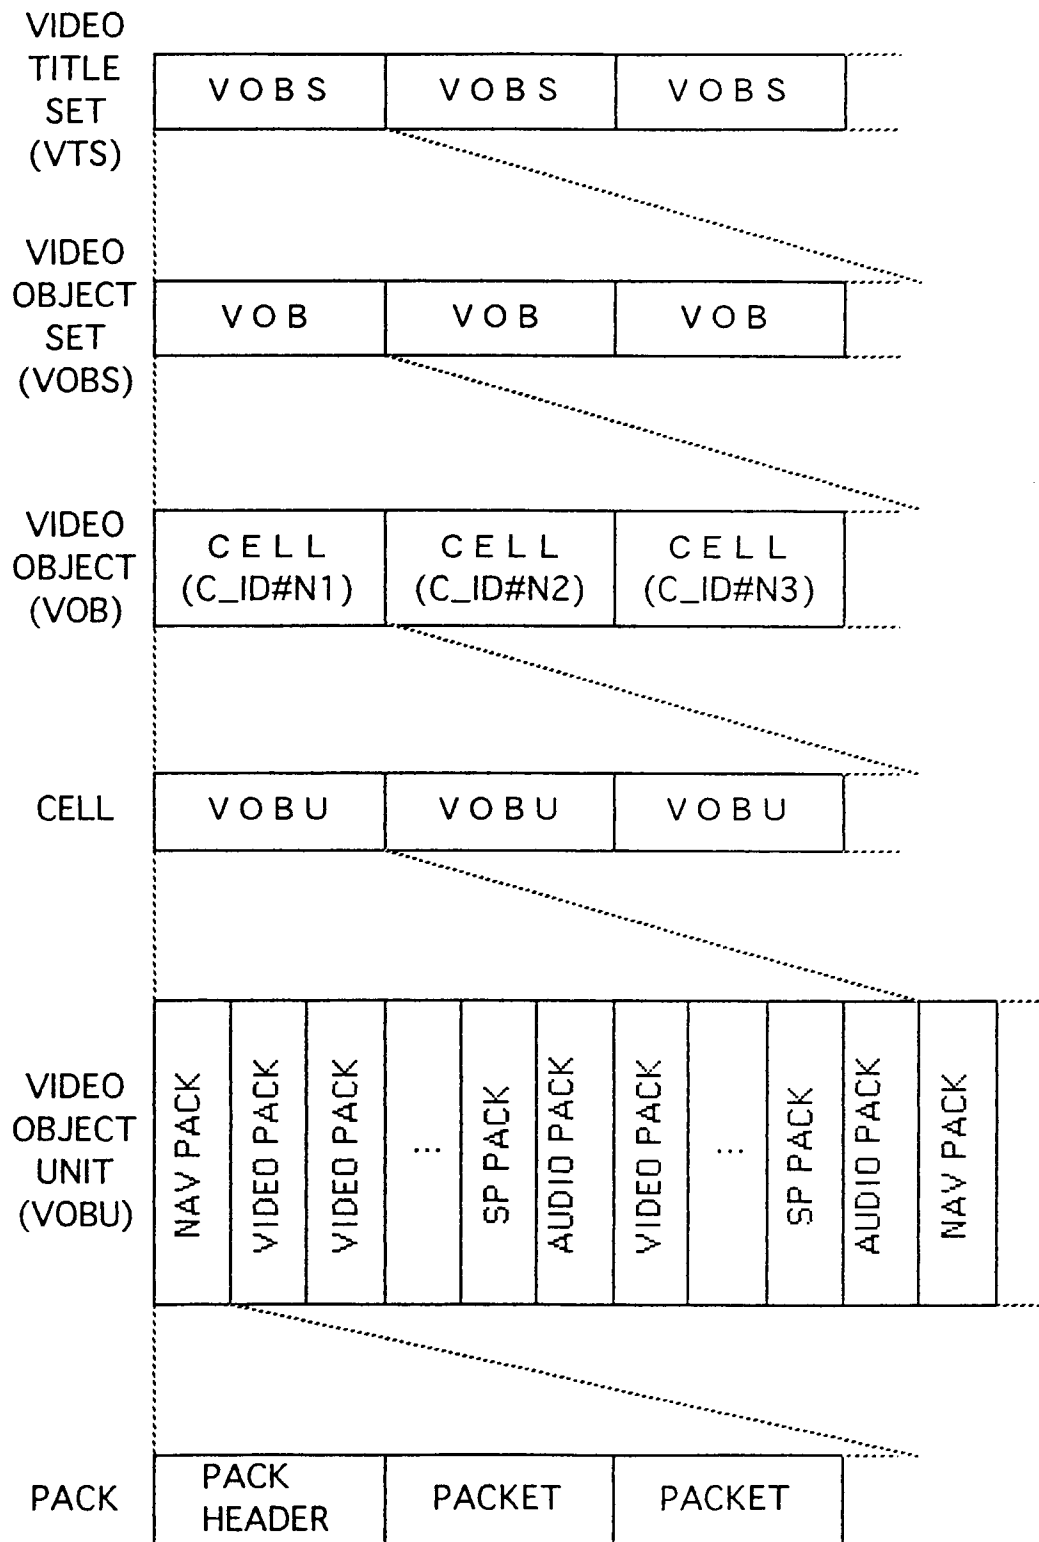 VIDEO
TITLE
SET
(VTS)
VOBS VOBS VOBS
VIDEO
OBJECT
SET
(VOBS)
VOB VOB VOB
VIDEO
OBJECT
(VOB)
CELL
(C_ID#N1)
CELL
(C_ID#N2)
CELL
(C_ID#N3)
CELL
VOBU VOBU VOBU
VIDEO
OBJECT
UNIT
(VOBU)
NAV PACK
VIDEO PACK
VIDEO PACK
...
SP PACK
AUDIO PACK
VIDEO PACK
...
SP PACK
AUDIO PACK
NAV PACK
PACK
PACK
HEADER
PACKET
PACKET